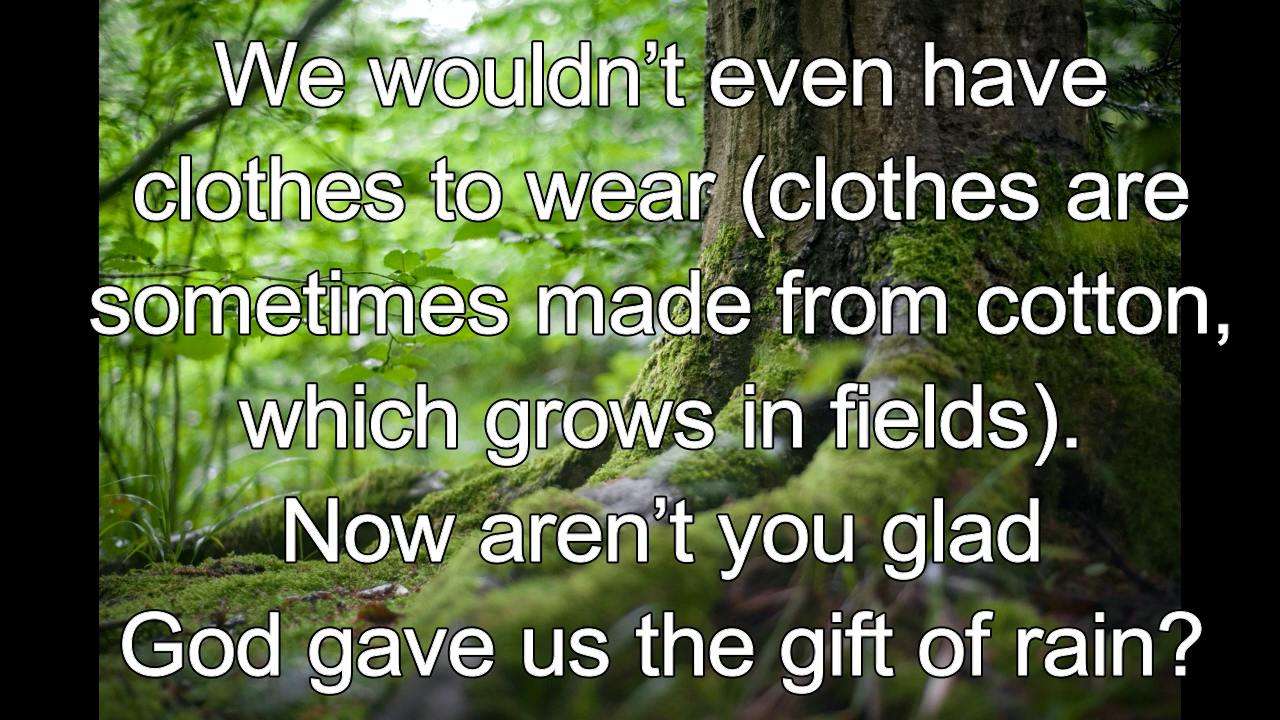 We wouldn’t even have
clothes to wear (clothes are
sometimes made from cotton,
which grows in fields).
Now aren’t you glad
God gave us the gift of rain?